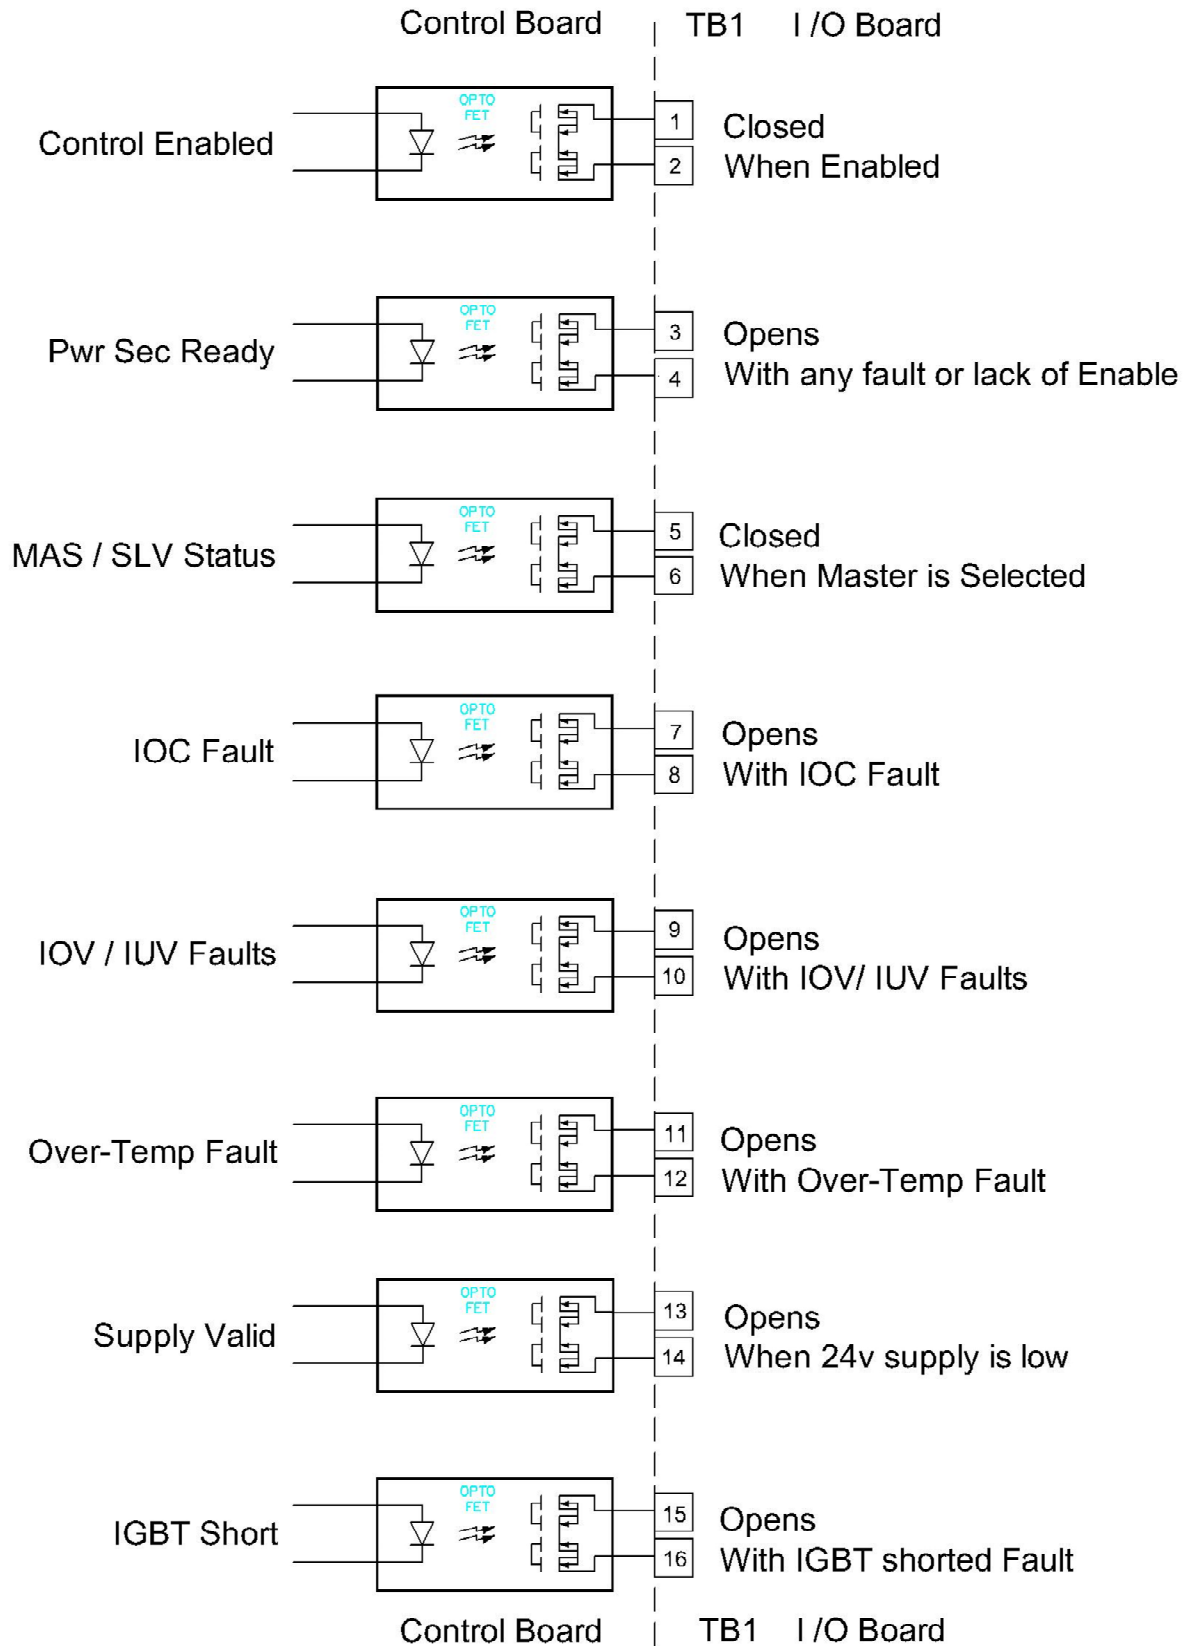 Control Board TB1 I /O Board
OPTO
FET
Control Enabled
1
2
Closed
When Enabled
OPTO
FET
Pwr Sec Ready
3
4
Opens
With any fault or lack of Enable
OPTO
FET
MAS / SLV Status
5
6
Closed
When Master is Selected
OPTO
FET
IOC Fault
7
8
Opens
With IOC Fault
OPTO
FET
IOV / IUV Faults
9
10
Opens
With IOV/ IUV Faults
OPTO
FET
Over-Temp Fault
11
12
Opens
With Over-Temp Fault
OPTO
FET
Supply Valid
13
14
Opens
When 24v supply is low
OPTO
FET
IGBT Short
15
16
Opens
With IGBT shorted Fault
Control Board TB1 I /O Board